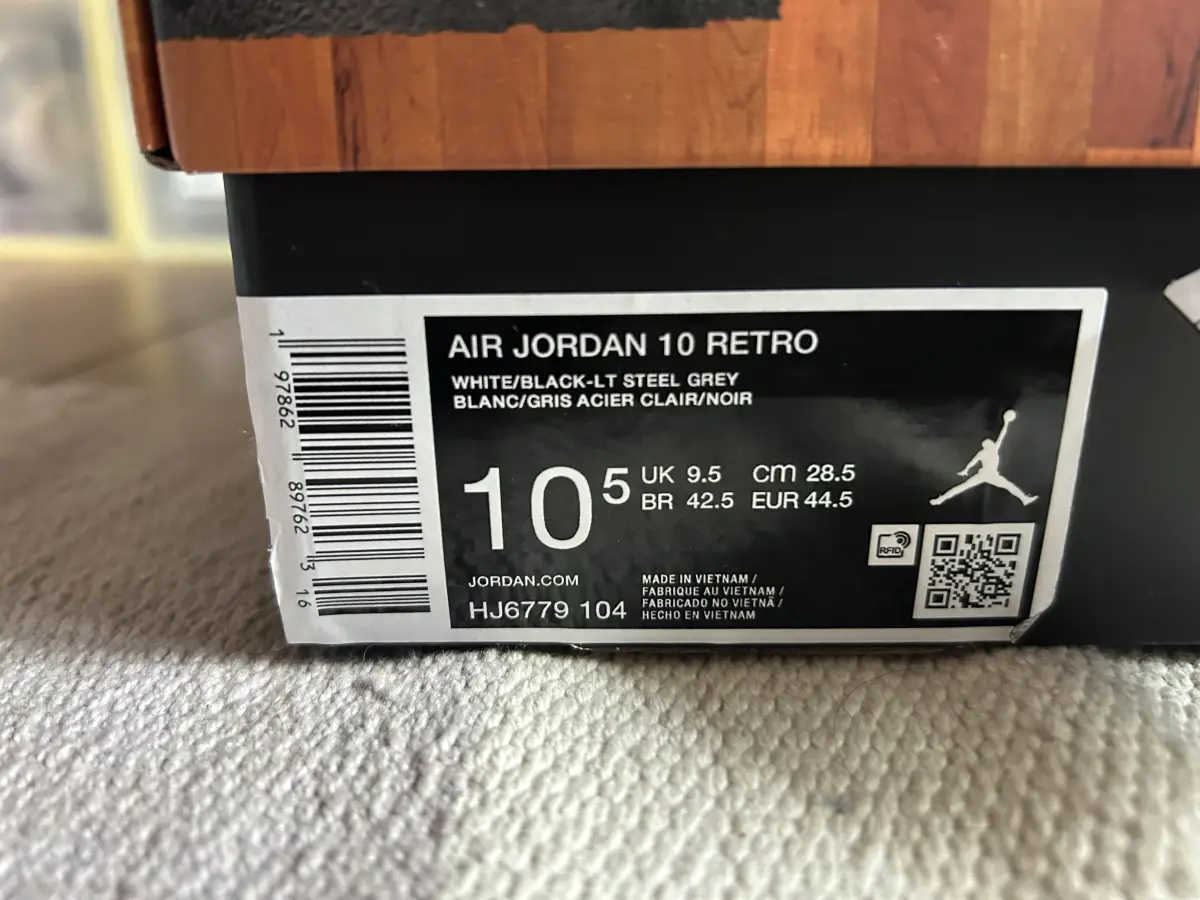 AIR JORDAN 10 RETRO
WHITE/BLACK-LT STEEL GREY
BLANC/GRIS ACIER CLAIR/NOIR
10 5 UK 9.5 CM 28.5
BR 42.5 EUR 44.5
RFID
JORDAN.COM
HJ6779 104
MADE IN VIETNAM /
FABRIQUE AU VIETNAM /
FABRICADO NO VIETNÃ /
HECHO EN VIETNAM
1 97862 89762 3 16